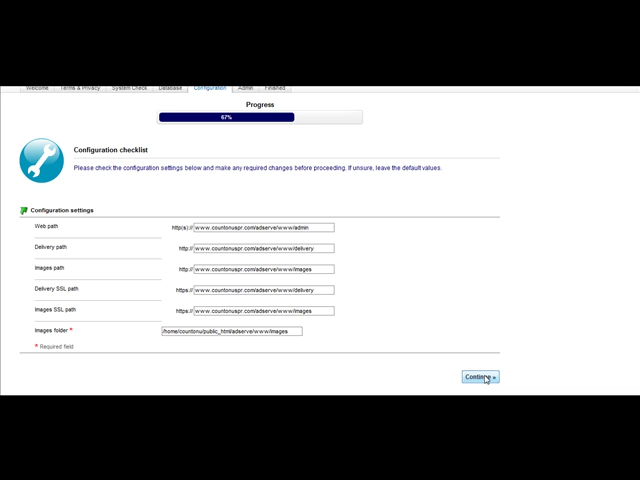 Welcome Terms & Privacy System Check Database Configuration Admin Finished
Progress
67%
Configuration checklist
Please check the configuration settings below and make any required changes before proceeding. If unsure, leave the default values.
Configuration settings
Web path http(s):// www.countonuspr.com/adserve/www/admin
Delivery path http:// www.countonuspr.com/adserve/www/delivery
Images path http:// www.countonuspr.com/adserve/www/images
Delivery SSL path https:// www.countonuspr.com/adserve/www/delivery
Images SSL path https:// www.countonuspr.com/adserve/www/images
Images folder * /home/countonu/public_html/adserve/www/images
* Required field
Continue »